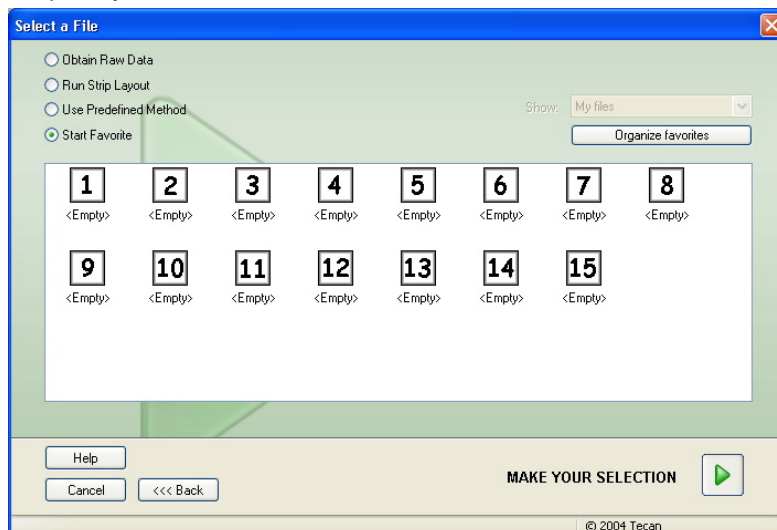 Select a File
Obtain Raw Data
Run Strip Layout
Use Predefined Method
Show: My files
Start Favorite
Organize favorites
1 2 3 4 5 6 7 8
<Empty> <Empty> <Empty> <Empty> <Empty> <Empty> <Empty> <Empty>
9 10 11 12 13 14 15
<Empty> <Empty> <Empty> <Empty> <Empty> <Empty> <Empty>
Help
MAKE YOUR SELECTION
Cancel <<< Back
© 2004 Tecan